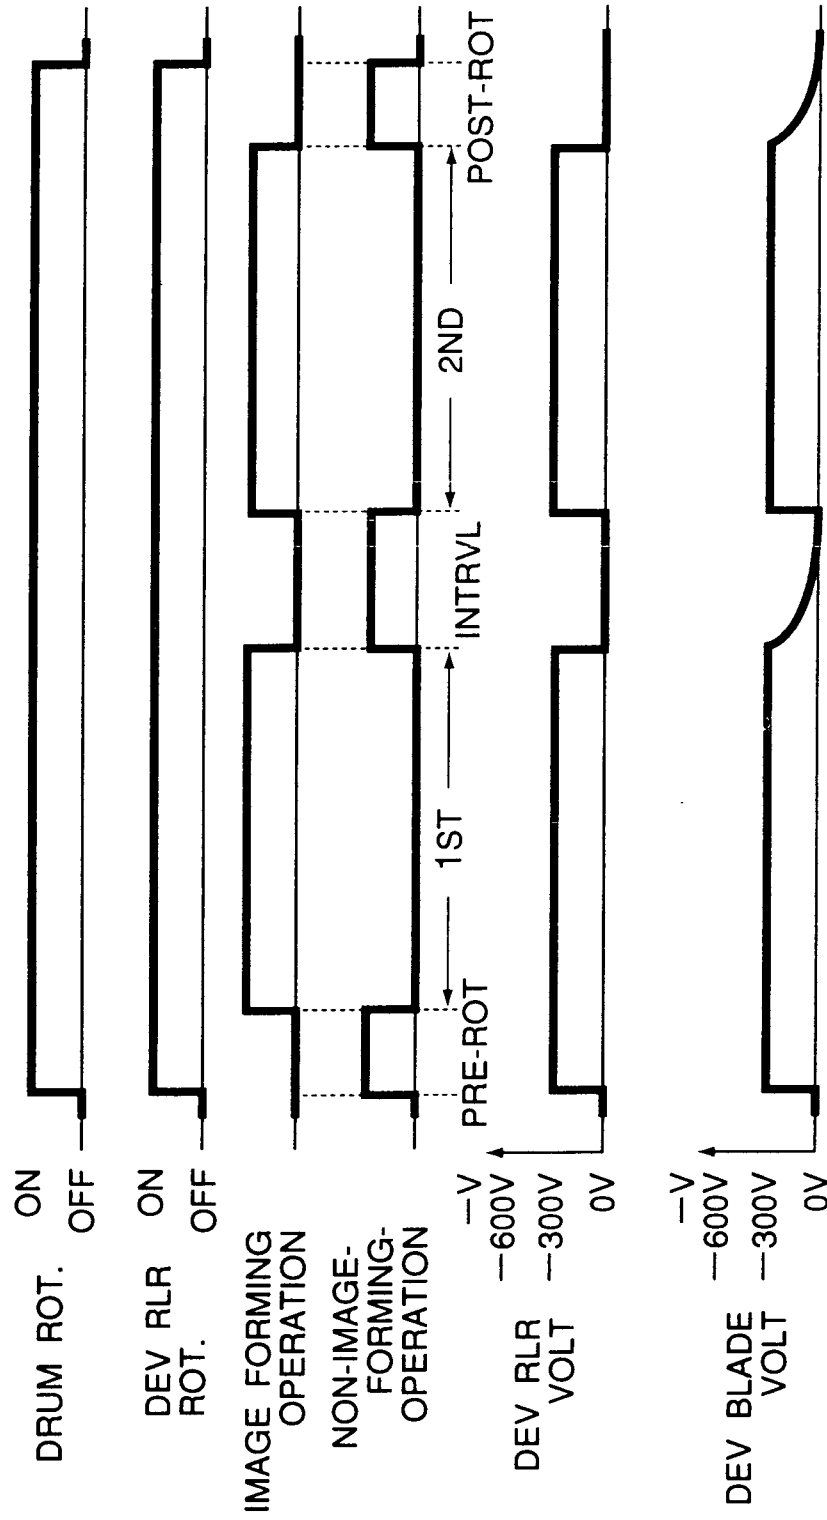 DRUM ROT.
ON
OFF
DEV RLR
ROT.
ON
OFF
IMAGE FORMING
OPERATION
NON-IMAGE-
FORMING-
OPERATION
PRE-ROT
1ST
INTRVL
2ND
POST-ROT
DEV RLR
VOLT
—V
—600V
—300V
0V
DEV BLADE
VOLT
—V
—600V
—300V
0V